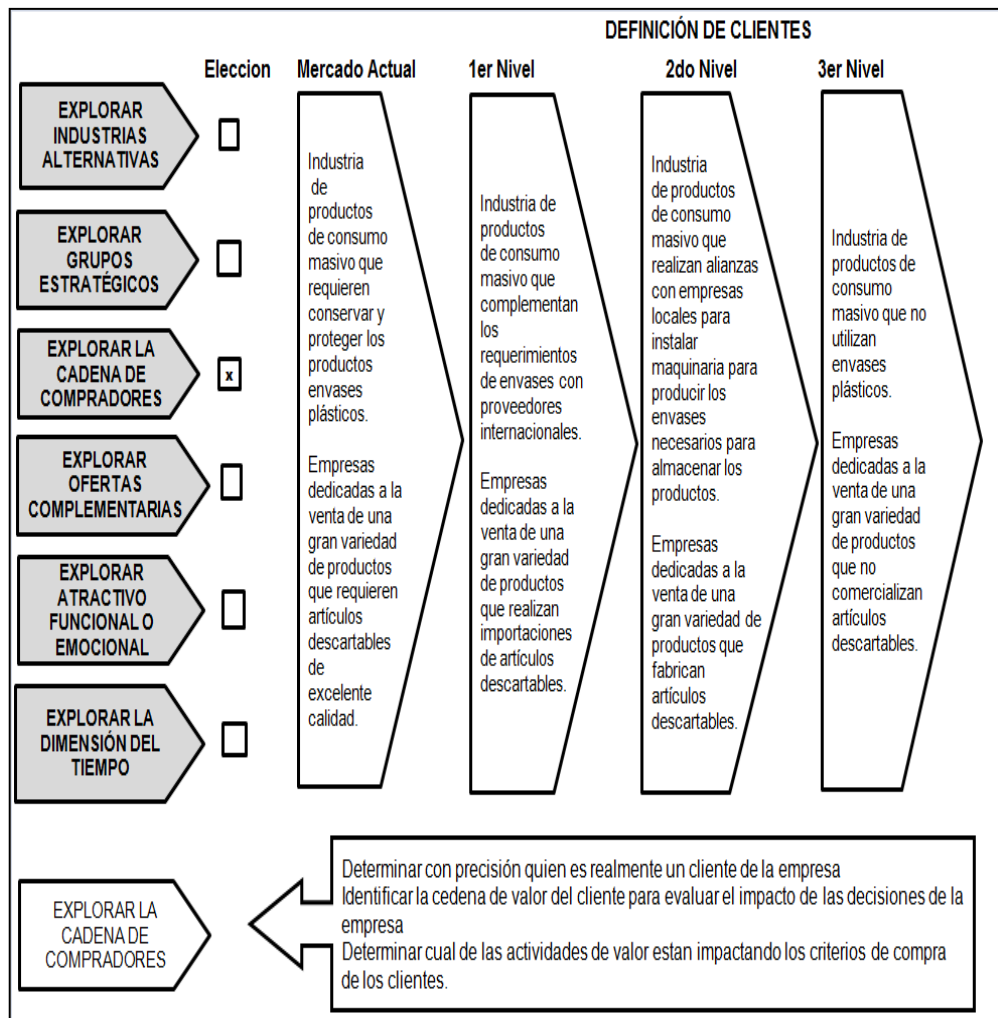 DEFINICIÓN DE CLIENTES
Eleccion
Mercado Actual
1er Nivel
2do Nivel
3er Nivel
EXPLORAR
INDUSTRIAS
ALTERNATIVAS
EXPLORAR
GRUPOS
ESTRATÉGICOS
EXPLORAR LA
CADENA DE
COMPRADORES
x
EXPLORAR
OFERTAS
COMPLEMENTARIAS
EXPLORAR
ATRACTIVO
FUNCIONAL O
EMOCIONAL
EXPLORAR LA
DIMENSIÓN DEL
TIEMPO
Industria
de
productos
de consumo
masivo que
requieren
conservar y
proteger los
productos
envases
plásticos.
Empresas
dedicadas a la
venta de una
gran variedad
de productos
que requieren
artículos
descartables
de
excelente
calidad.
Industria de
productos
de consumo
masivo que
complementan
los
requerimientos
de envases con
proveedores
internacionales.
Empresas
dedicadas a la
venta de una
gran variedad
de productos
que realizan
importaciones
de artículos
descartables.
Industria
de productos
de consumo
masivo que
realizan alianzas
con empresas
locales para
instalar
maquinaria para
producir los
envases
necesarios para
almacenar los
productos.
Empresas
dedicadas a la
venta de una
gran variedad de
productos que
fabrican
artículos
descartables.
Industria de
productos de
consumo
masivo que no
utilizan
envases
plásticos.
Empresas
dedicadas a la
venta de una
gran variedad
de productos
que no
comercializan
artículos
descartables.
EXPLORAR LA
CADENA DE
COMPRADORES
Determinar con precisión quien es realmente un cliente de la empresa
Identificar la cedena de valor del cliente para evaluar el impacto de las decisiones de la
empresa
Determinar cual de las actividades de valor estan impactando los criterios de compra
de los clientes.